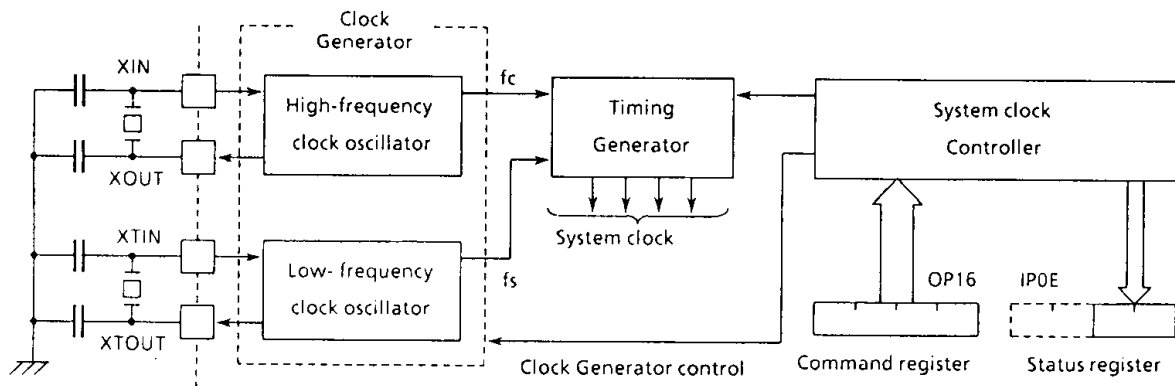 Clock
Generator
XIN
High-frequency
clock oscillator
XOUT
fc
Timing
Generator
System clock
System clock
Controller
XTIN
Low- frequency
clock oscillator
XTOUT
fs
Clock Generator control
OP16
Command register
IP0E
Status register